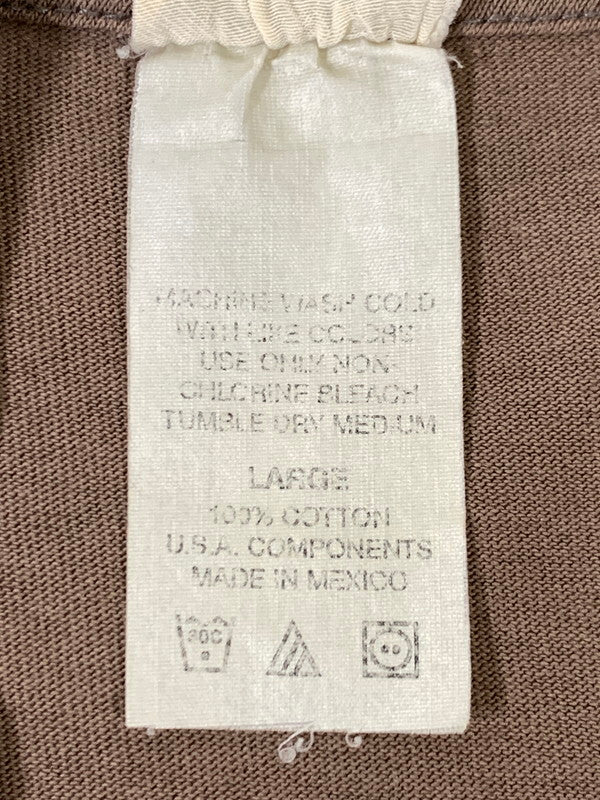 MACHINE WASH COLD
WITH LIKE COLORS
USE ONLY NON-
CHLORINE BLEACH
TUMBLE DRY MEDIUM
LARGE
100% COTTON
U.S.A. COMPONENTS
MADE IN MEXICO
30C